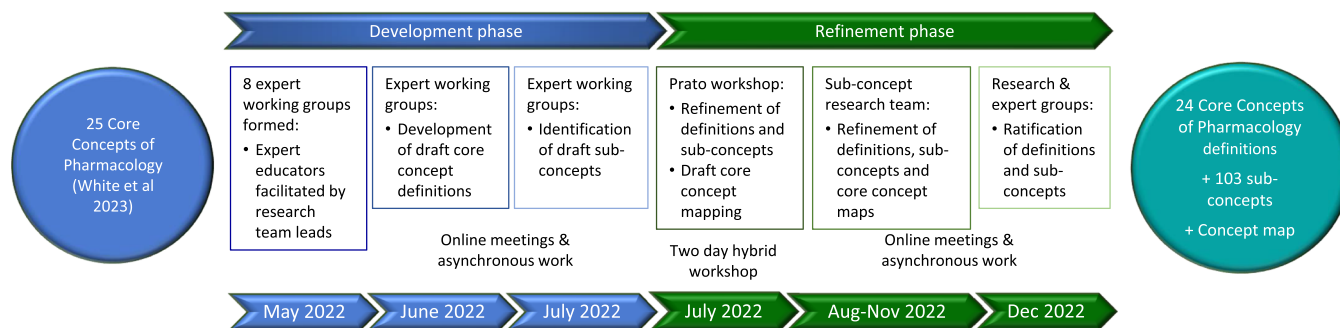 Development phase
Refinement phase
25 Core
Concepts of
Pharmacology
(White et al
2023)
8 expert
working groups
formed:
• Expert
educators
facilitated by
research
team leads
Expert working
groups:
• Development
of draft core
concept
definitions
Expert working
groups:
• Identification
of draft sub-
concepts
Prato workshop:
• Refinement of
definitions and
sub-concepts
• Draft core
concept
mapping
Sub-concept
research team:
• Refinement of
definitions, sub-
concepts and
core concept
maps
Research &
expert groups:
• Ratification
of definitions
and sub-
concepts
24 Core Concepts
of Pharmacology
definitions
+ 103 sub-
concepts
+ Concept map
Online meetings &
asynchronous work
Two day hybrid
workshop
Online meetings &
asynchronous work
May 2022
June 2022
July 2022
July 2022
Aug-Nov 2022
Dec 2022